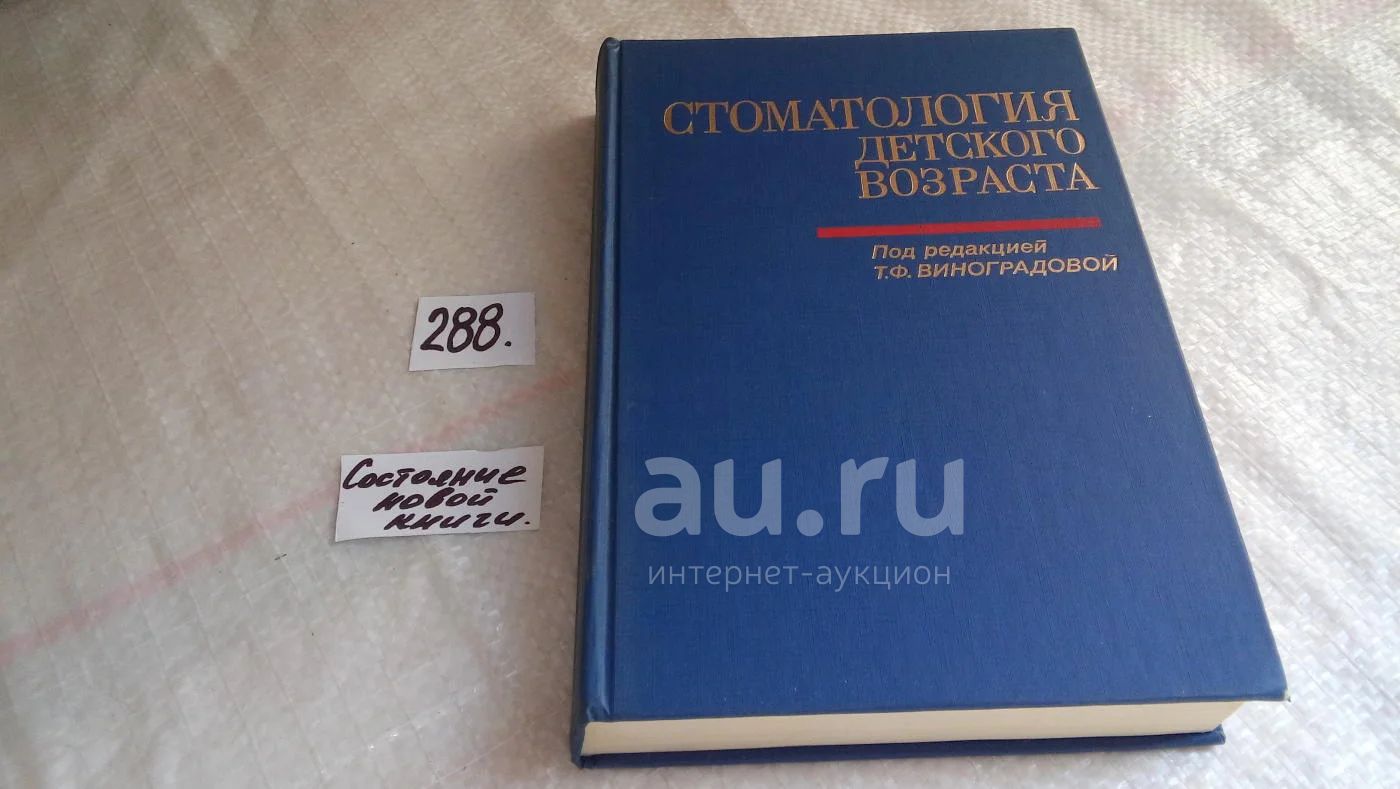 СТОМАТОЛОГИЯ
ДЕТСКОГО
ВОЗРАСТА
Под редакцией
Т.Ф. ВИНОГРАДОВОЙ
288.
Состояние
новой
книги.
au.ru
интернет-аукцион